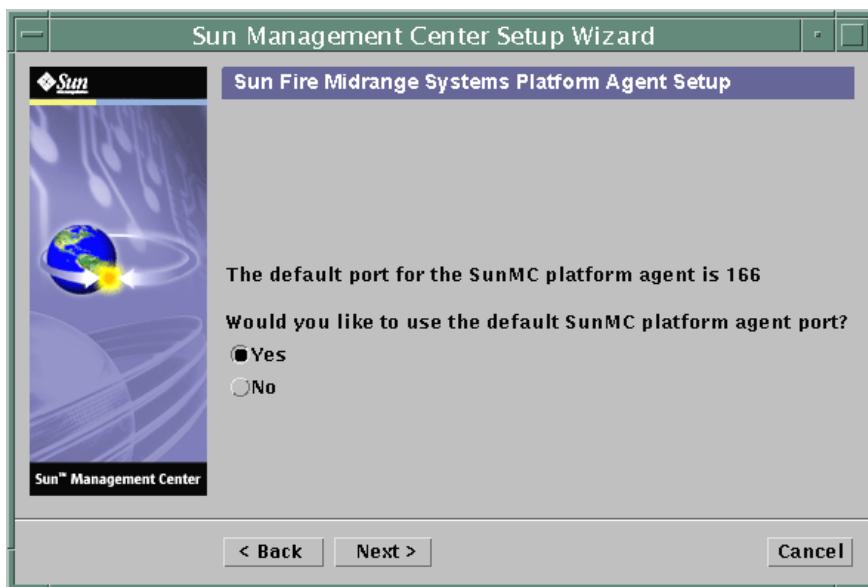 Sun Management Center Setup Wizard
Sun
Sun Fire Midrange Systems Platform Agent Setup
The default port for the SunMC platform agent is 166
Would you like to use the default SunMC platform agent port?
Yes
No
Sun™ Management Center
< Back
Next >
Cancel